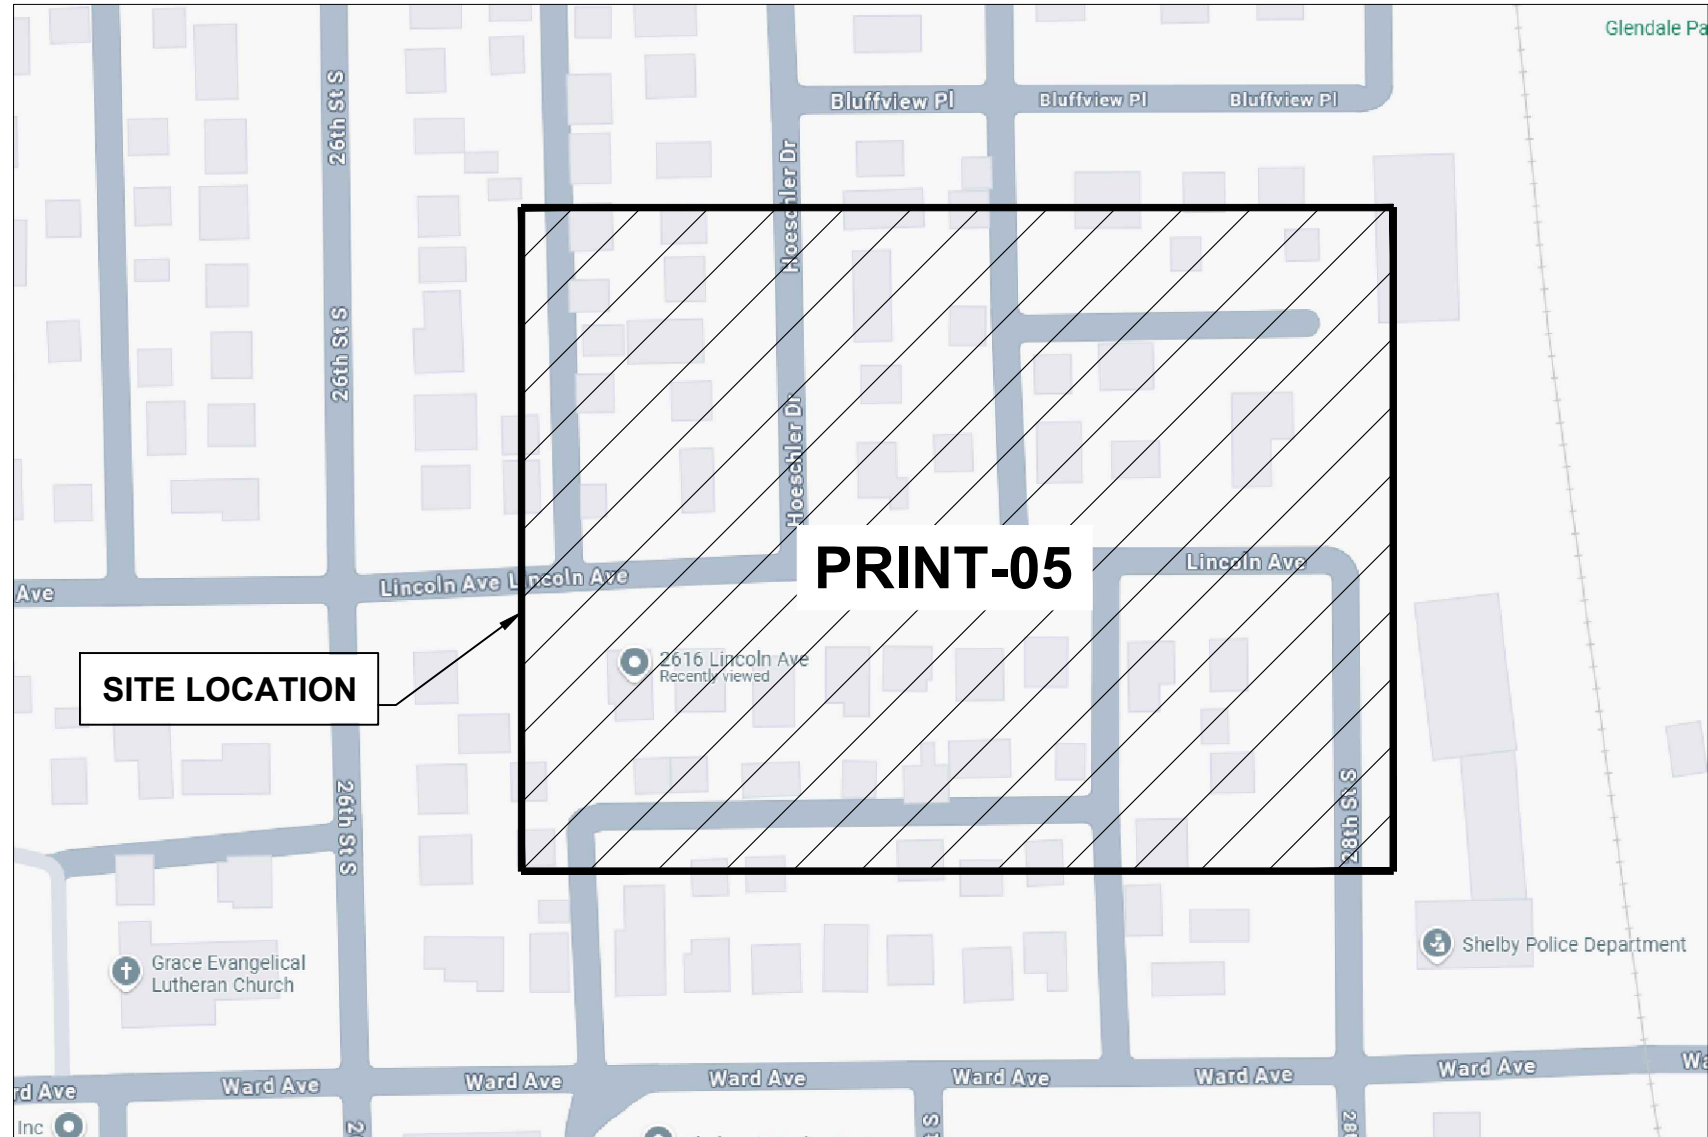 Glendale Pa
26th St S
Bluffview Pl
Bluffview Pl
Bluffview Pl
Hoeschler Dr
26th St S
Hoeschler Dr
PRINT-05
Lincoln Ave
Lincoln Ave
Lincoln Ave
Ave
SITE LOCATION
2616 Lincoln Ave
Recently viewed
26th St S
28th St S
Grace Evangelical
Lutheran Church
Shelby Police Department
rd Ave
Ward Ave
Ward Ave
Ward Ave
Ward Ave
Ward Ave
Ward Ave
Wa
Inc